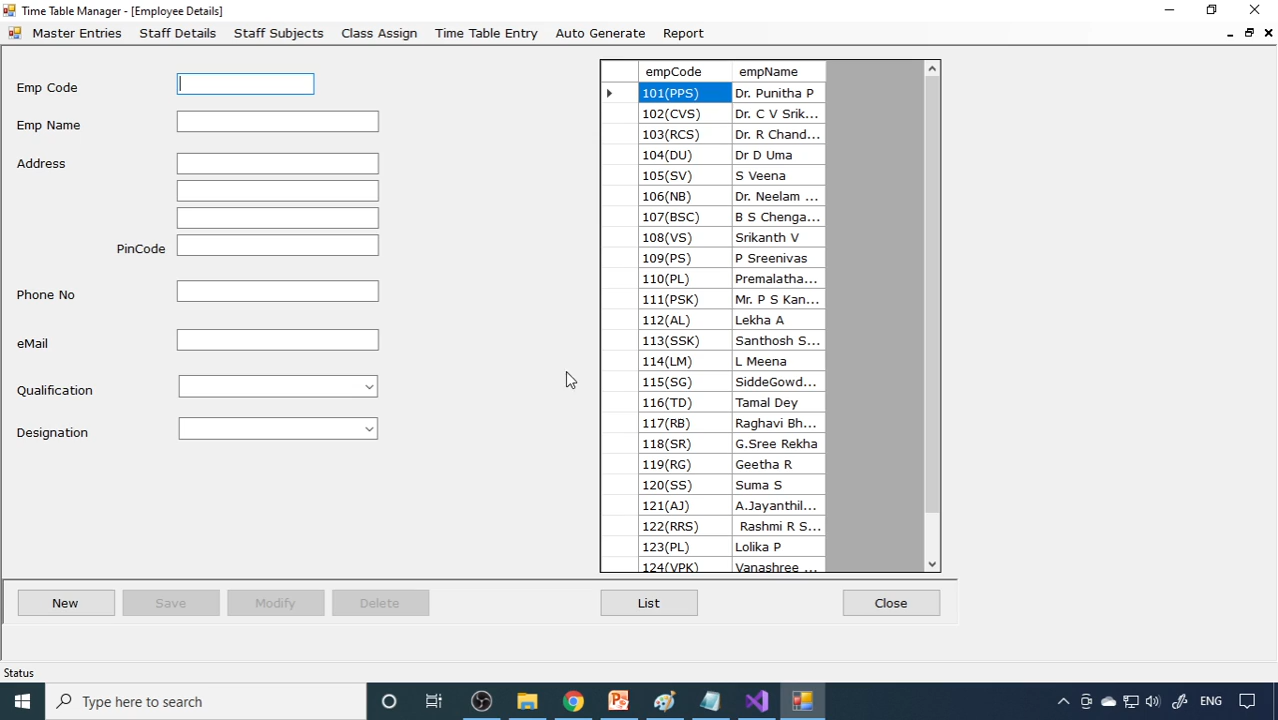 Time Table Manager - [Employee Details]
Master Entries Staff Details Staff Subjects Class Assign Time Table Entry Auto Generate Report
Emp Code
Emp Name
Address
PinCode
Phone No
eMail
Qualification
Designation
empCode empName
101(PPS) Dr. Punitha P
102(CVS) Dr. C V Srik...
103(RCS) Dr. R Chand...
104(DU) Dr D Uma
105(SV) S Veena
106(NB) Dr. Neelam ...
107(BSC) B S Chenga...
108(VS) Srikanth V
109(PS) P Sreenivas
110(PL) Premalatha...
111(PSK) Mr. P S Kan...
112(AL) Lekha A
113(SSK) Santhosh S...
114(LM) L Meena
115(SG) SiddeGowd...
116(TD) Tamal Dey
117(RB) Raghavi Bh...
118(SR) G.Sree Rekha
119(RG) Geetha R
120(SS) Suma S
121(AJ) A.Jayanthil...
122(RRS) Rashmi R S...
123(PL) Lolika P
124(VPK) Vanashree ...
New Save Modify Delete List Close
Status
Type here to search
ENG